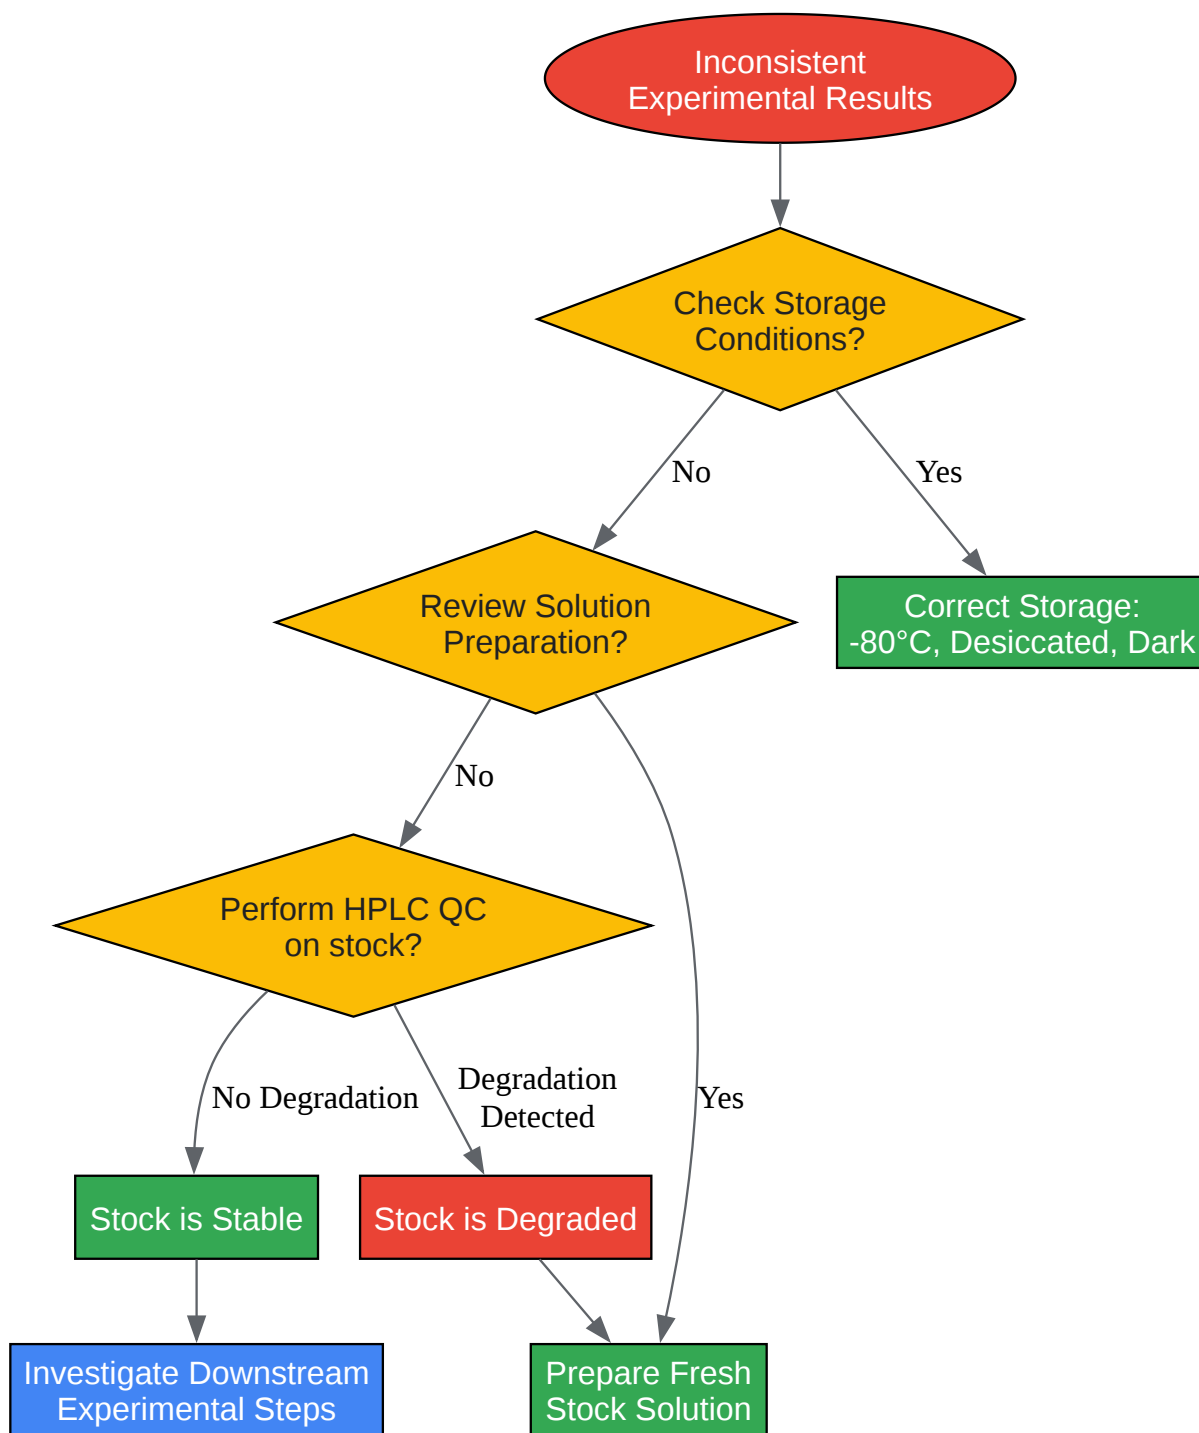 Inconsistent
Experimental Results
Check Storage
Conditions?
No
Yes
Review Solution
Preparation?
Correct Storage:
-80°C, Desiccated, Dark
No
Perform HPLC QC
on stock?
No Degradation
Degradation
Detected
Yes
Stock is Stable
Stock is Degraded
Investigate Downstream
Experimental Steps
Prepare Fresh
Stock Solution